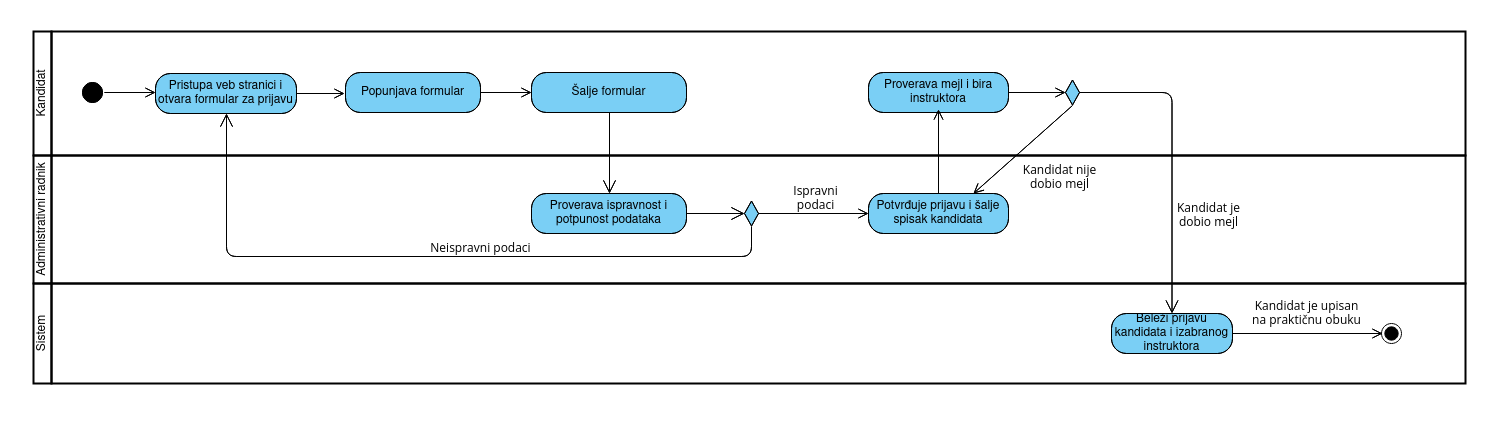 Kandidat
Pristupa veb stranici i
otvara formular za prijavu
Popunjava formular
Šalje formular
Proverava mejl i bira
instruktora
Administrativni radnik
Proverava ispravnost i
potpunost podataka
Ispravni
podaci
Potvrđuje prijavu i šalje
spisak kandidata
Kandidat nije
dobio mejl
Kandidat je
dobio mejl
Neispravni podaci
Sistem
Beleži prijavu
kandidata i izabranog
instruktora
Kandidat je upisan
na praktičnu obuku